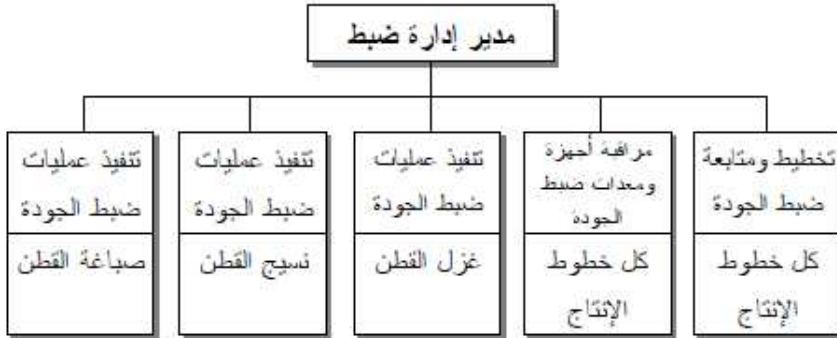 مدير إدارة ضبط
تخطيط ومتابعة
ضبط الجودة
كل خطوط
الإنتاج
مراقبة أجهزة
ومعدات ضبط
الجودة
كل خطوط
الإنتاج
تنفيذ عمليات
ضبط الجودة
غزل القطن
تنفيذ عمليات
ضبط الجودة
نسيج القطن
تنفيذ عمليات
ضبط الجودة
صباغة القطن